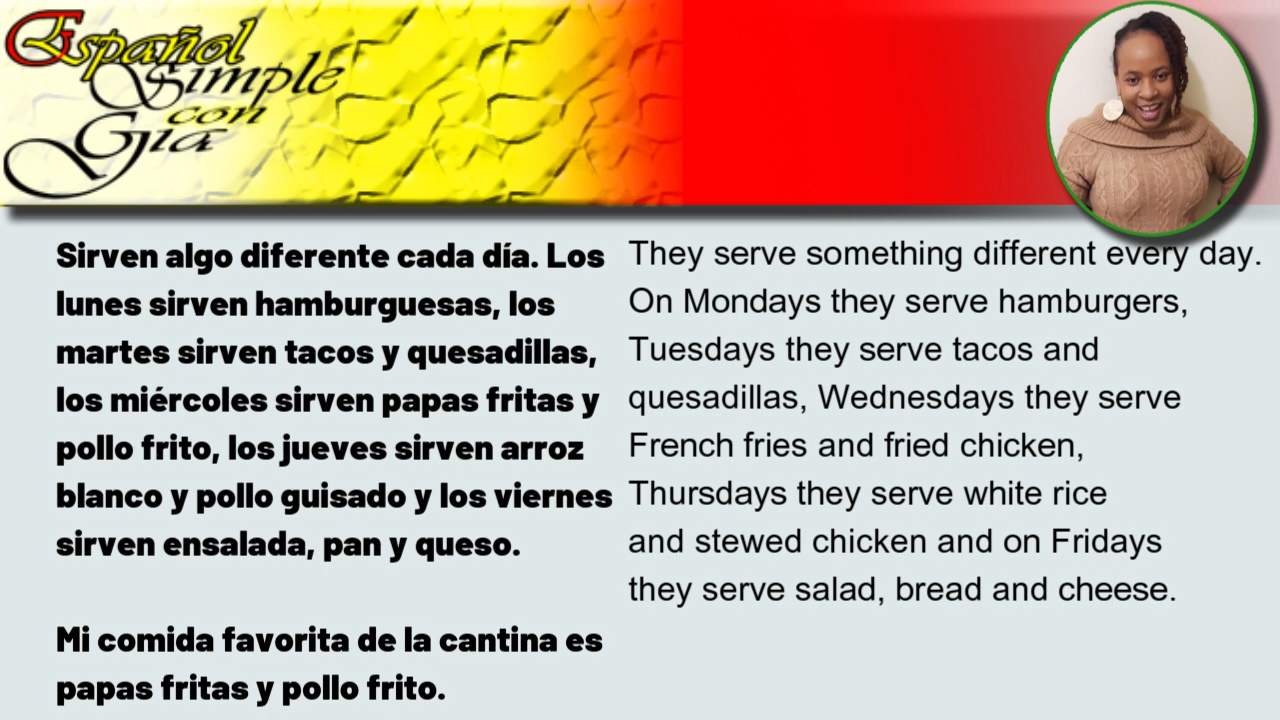 Español
Simple
con
Gia
Sirven algo diferente cada día. Los
lunes sirven hamburguesas, los
martes sirven tacos y quesadillas,
los miércoles sirven papas fritas y
pollo frito, los jueves sirven arroz
blanco y pollo guisado y los viernes
sirven ensalada, pan y queso.
Mi comida favorita de la cantina es
papas fritas y pollo frito.
They serve something different every day.
On Mondays they serve hamburgers,
Tuesdays they serve tacos and
quesadillas, Wednesdays they serve
French fries and fried chicken,
Thursdays they serve white rice
and stewed chicken and on Fridays
they serve salad, bread and cheese.